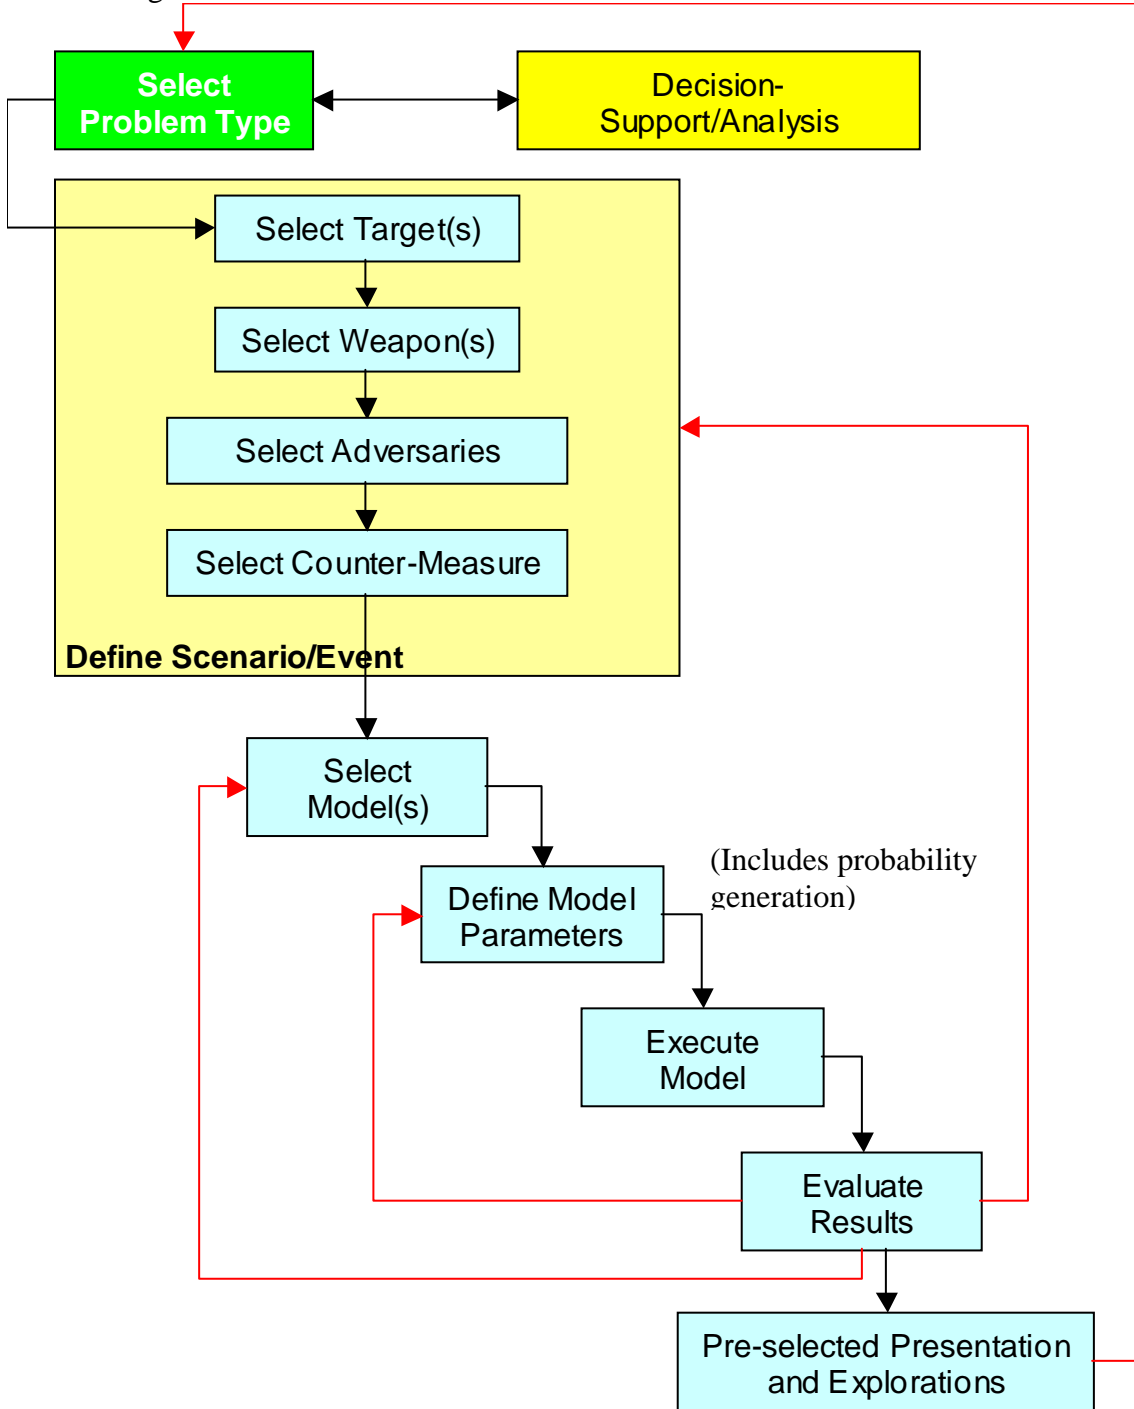 Select
Problem Type
Decision-
Support/Analysis
Select Target(s)
Select Weapon(s)
Select Adversaries
Select Counter-Measure
Define Scenario/Event
Select
Model(s)
(Includes probability
generation)
Define Model
Parameters
Execute
Model
Evaluate
Results
Pre-selected Presentation
and Explorations